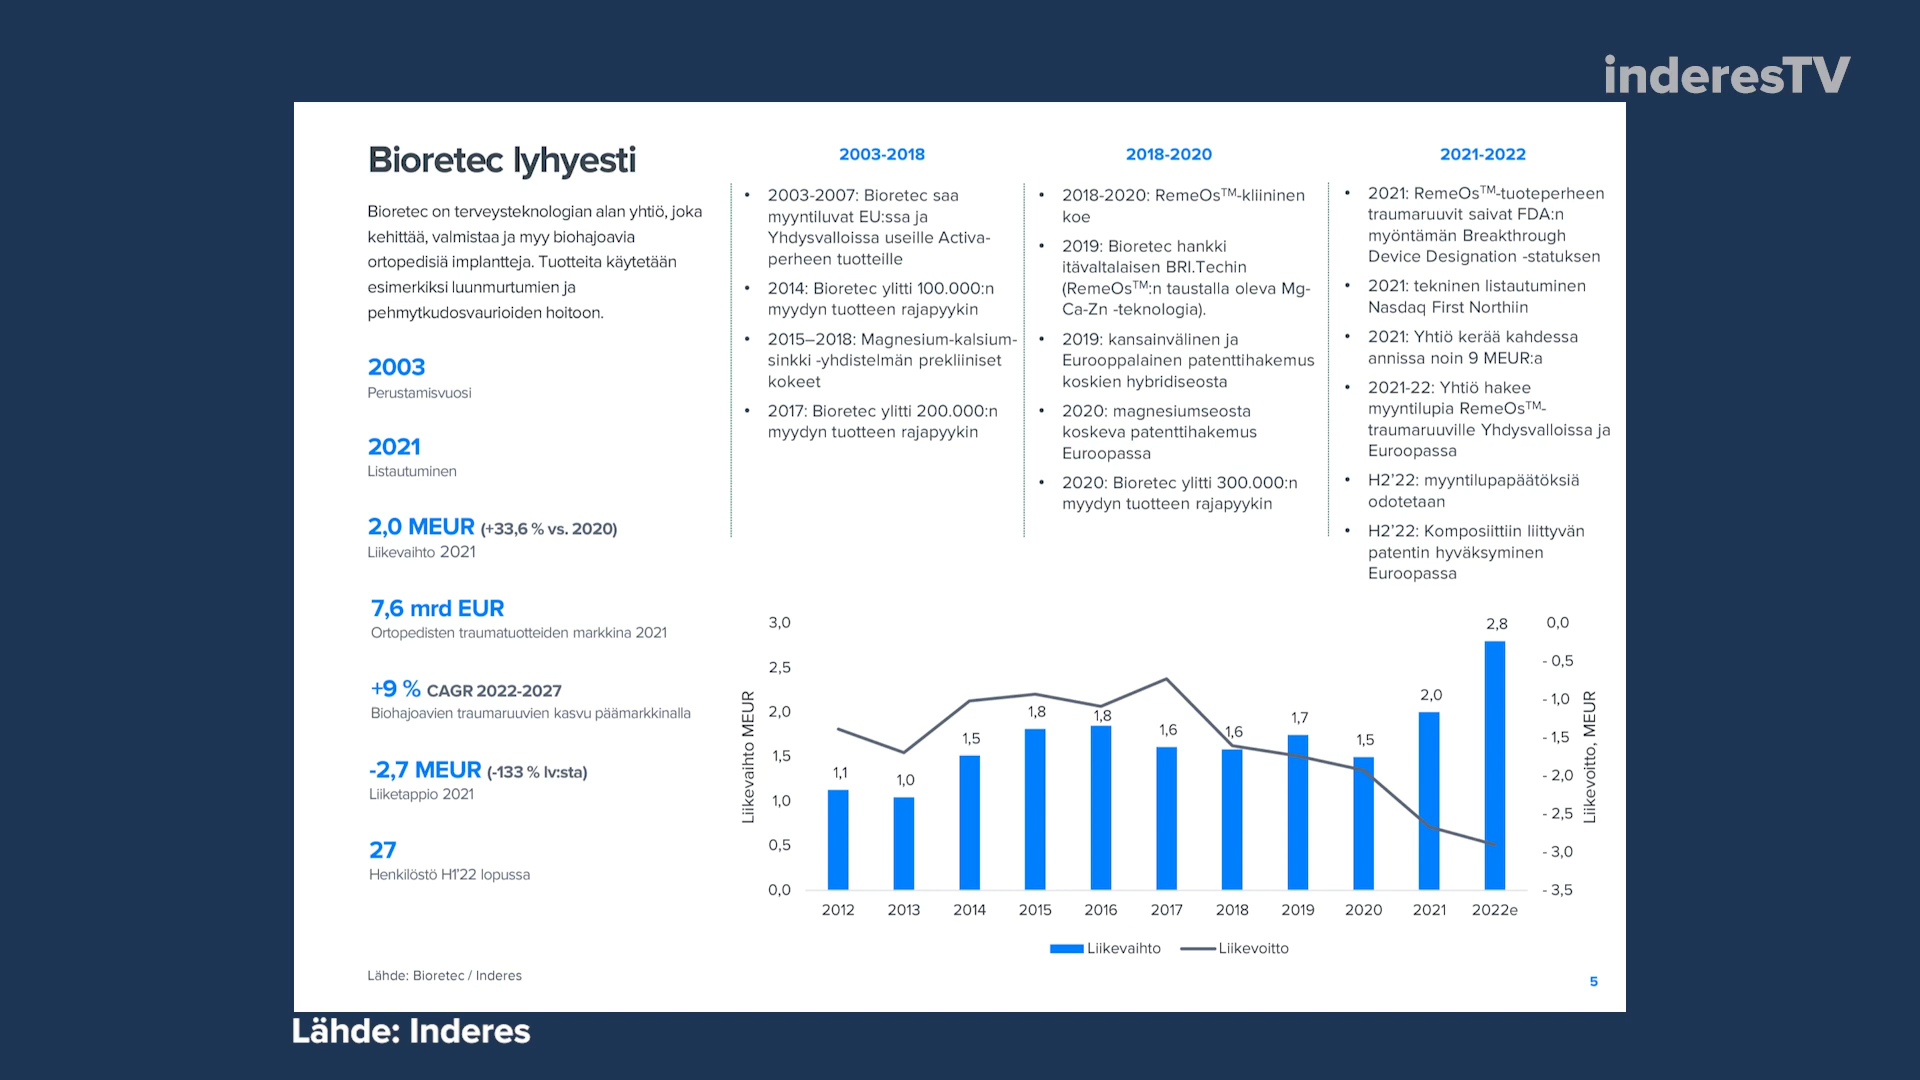 inderesTV
Bioretec lyhyesti
Bioretec on terveysteknologian alan yhtiö, joka
kehittää, valmistaa ja myy biohajoavia
ortopedisiä implantteja. Tuotteita käytetään
esimerkiksi luunmurtumien ja
pehmytkudosvaurioiden hoitoon.
2003
Perustamisvuosi
2021
Listautuminen
2,0 MEUR (+33,6 % vs. 2020)
Liikevaihto 2021
7,6 mrd EUR
Ortopedisten traumatuotteiden markkina 2021
+9 % CAGR 2022-2027
Biohajoavien traumaruuvien kasvu päämarkkinalla
-2,7 MEUR (-133 % lv:sta)
Liiketappio 2021
27
Henkilöstö H1'22 lopussa
2003-2018
• 2003-2007: Bioretec saa
myyntiluvat EU:ssa ja
Yhdysvalloissa useille Activa-
perheen tuotteille
• 2014: Bioretec ylitti 100.000:n
myydyn tuotteen rajapyykin
• 2015–2018: Magnesium-kalsium-
sinkki -yhdistelmän prekliiniset
kokeet
• 2017: Bioretec ylitti 200.000:n
myydyn tuotteen rajapyykin
2018-2020
• 2018-2020: RemeOs™-kliininen
koe
• 2019: Bioretec hankki
itävaltalaisen BRI.Techin
(RemeOs™:n taustalla oleva Mg-
Ca-Zn -teknologia).
• 2019: kansainvälinen ja
Eurooppalainen patenttihakemus
koskien hybridiseosta
• 2020: magnesiumseosta
koskeva patenttihakemus
Euroopassa
• 2020: Bioretec ylitti 300.000:n
myydyn tuotteen rajapyykin
2021-2022
• 2021: RemeOs™-tuoteperheen
traumaruuvit saivat FDA:n
myöntämän Breakthrough
Device Designation -statuksen
• 2021: tekninen listautuminen
Nasdaq First Northiin
• 2021: Yhtiö kerää kahdessa
annissa noin 9 MEUR:a
• 2021-22: Yhtiö hakee
myyntilupia RemeOs™-
traumaruuville Yhdysvalloissa ja
Euroopassa
• H2'22: myyntilupapäätöksiä
odotetaan
• H2'22: Komposiittiin liittyvän
patentin hyväksyminen
Euroopassa
Liikevaihto MEUR
3,0
2,5
2,0
1,5
1,0
0,5
0,0
1,1
1,0
1,5
1,8
1,8
1,6
1,6
1,7
1,5
2,0
2,8
0,0
- 0,5
- 1,0
- 1,5
- 2,0
- 2,5
- 3,0
- 3,5
Liikevoitto, MEUR
2012 2013 2014 2015 2016 2017 2018 2019 2020 2021 2022e
Liikevaihto Liikevoitto
Lähde: Bioretec / Inderes
5
Lähde: Inderes